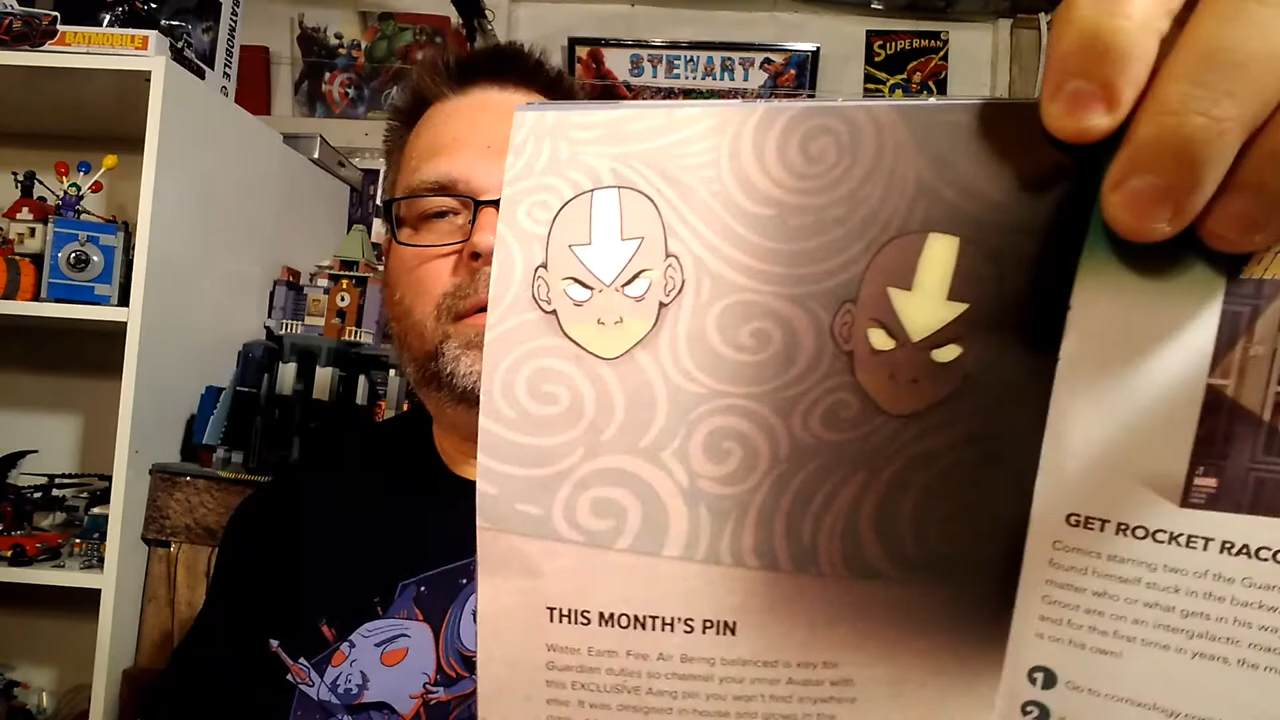 BATMOBILE
BATMOBILE
STEWART
SUPERMAN
THIS MONTH'S PIN
Water. Earth. Fire. Air. Being balanced is key for
Guardian duties so channel your inner Avatar with
this EXCLUSIVE Aang pin you won't find anywhere
else. It was designed in-house and glows in the
GET ROCKET RACC
Comics starring two of the Guar
found himself stuck in the backw
matter who or what gets in his wa
Groot are on an intergalactic road
and for the first time in years, the m
is on his own!
1 Go to comixology.co
2